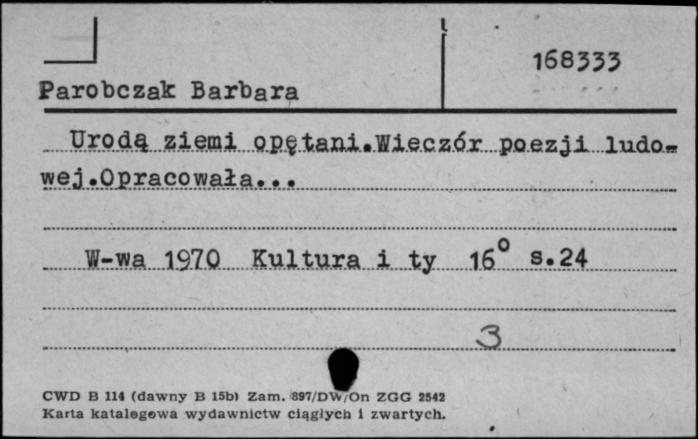 168333
Parobczak Barbara
Urodą ziemi opętani.Wieczór poezji ludo=
wej.Opracowała...
W-wa 1970 Kultura i ty 16° s.24
3
CWD B 114 (dawny B 15b) Zam. 897/DW/On ZGG 2542
Karta katalogowa wydawnictw ciągłych i zwartych.